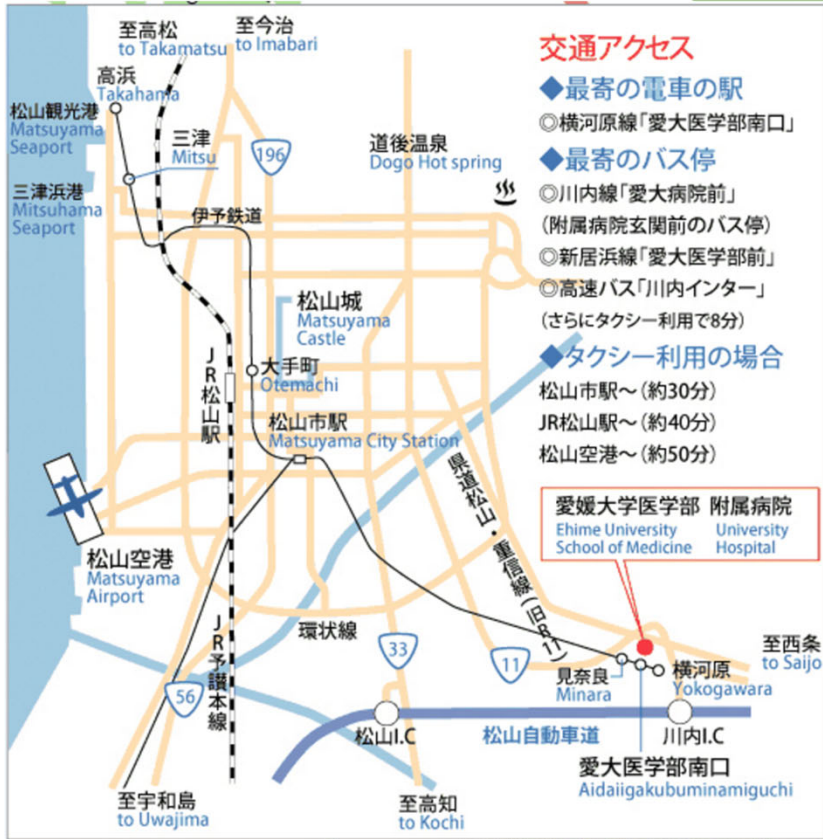 至高松
to Takamatsu
至今治
to Imabari
高浜
Takahama
松山観光港
Matsuyama
Seaport
三津
Mitsu
196
道後温泉
Dogo Hot spring
三津浜港
Mitsuhama
Seaport
伊予鉄道
松山城
Matsuyama
Castle
JR松山駅
大手町
Otemachi
松山市駅
Matsuyama City Station
松山空港
Matsuyama
Airport
県道松山・重信線(旧R11)
環状線
JR予讃本線
33
11
56
見奈良
Minara
横河原
Yokogawara
至西条
to Saijo
松山I.C
松山自動車道
川内I.C
愛大医学部南口
Aidaiigakubuminamiguchi
至宇和島
to Uwajima
至高知
to Kochi
交通アクセス
◆最寄の電車の駅
◎横河原線「愛大医学部南口」
◆最寄のバス停
◎川内線「愛大病院前」
(附属病院玄関前のバス停)
◎新居浜線「愛大医学部前」
◎高速バス「川内インター」
(さらにタクシー利用で8分)
◆タクシー利用の場合
松山市駅〜(約30分)
JR松山駅〜(約40分)
松山空港〜(約50分)
愛媛大学医学部 附属病院
Ehime University University
School of Medicine Hospital